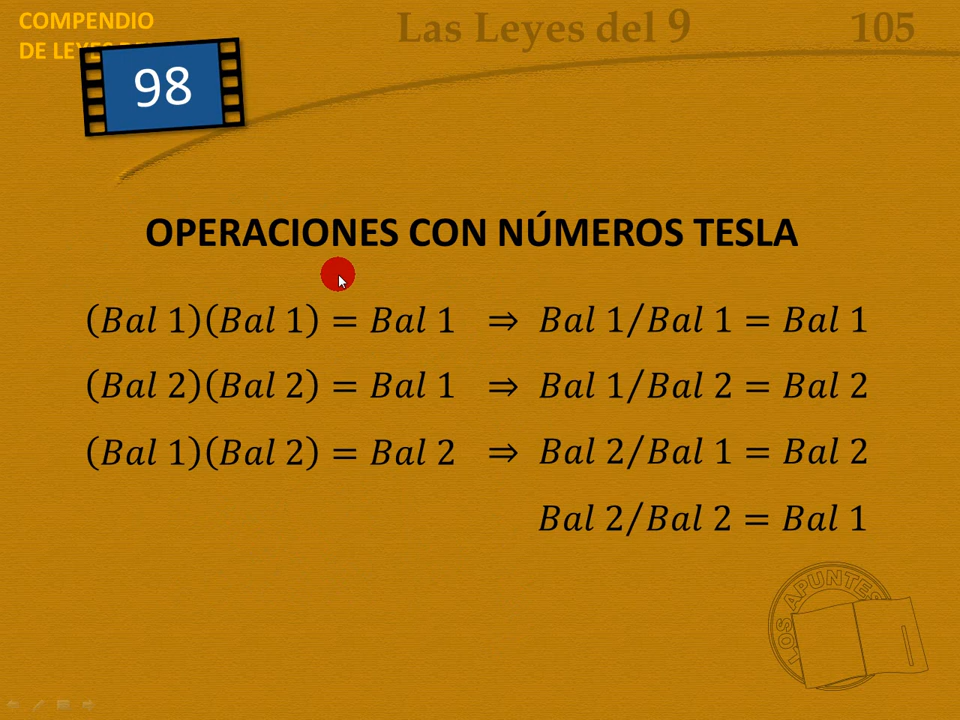 COMPENDIO
DE LEYES DE
Las Leyes del 9
105
98
OPERACIONES CON NÚMEROS TESLA
(Bal 1)(Bal 1) = Bal 1 ⇒ Bal 1/Bal 1 = Bal 1
(Bal 2)(Bal 2) = Bal 1 ⇒ Bal 1/Bal 2 = Bal 2
(Bal 1)(Bal 2) = Bal 2 ⇒ Bal 2/Bal 1 = Bal 2
Bal 2/Bal 2 = Bal 1
LOS APUNTES